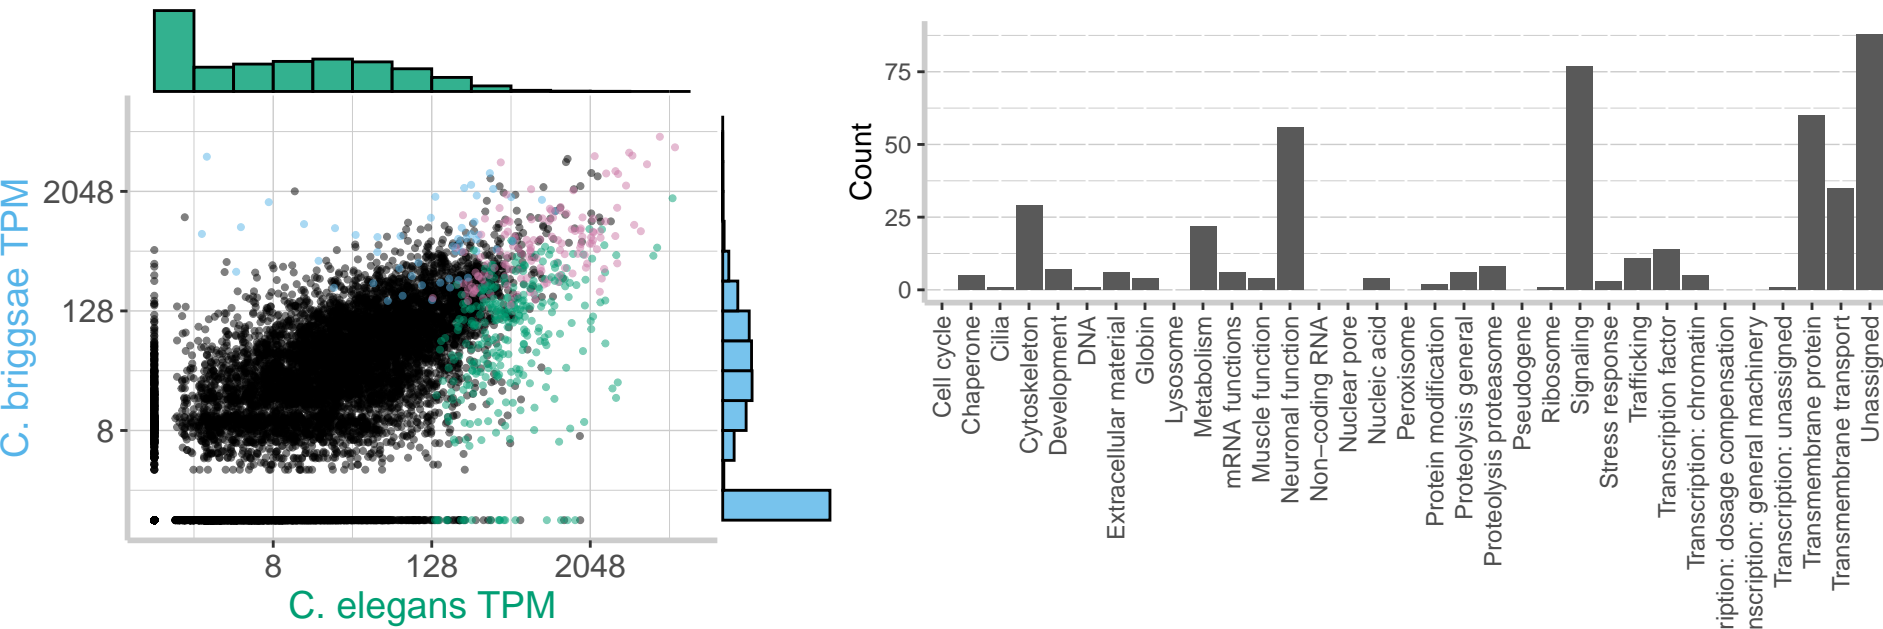 C. briggsae TPM
2048
128
8
8
128
2048
C. elegans TPM
Count
75
50
25
0
Cell cycle
Chaperone
Cilia
Cytoskeleton
Development
DNA
Extracellular material
Globin
Lysosome
Metabolism
mRNA functions
Muscle function
Neuronal function
Non−coding RNA
Nuclear pore
Nucleic acid
Peroxisome
Protein modification
Proteolysis general
Proteolysis proteasome
Pseudogene
Ribosome
Signaling
Stress response
Trafficking
Transcription factor
Transcription: chromatin
ription: dosage compensation
nscription: general machinery
Transcription: unassigned
Transmembrane protein
Transmembrane transport
Unassigned